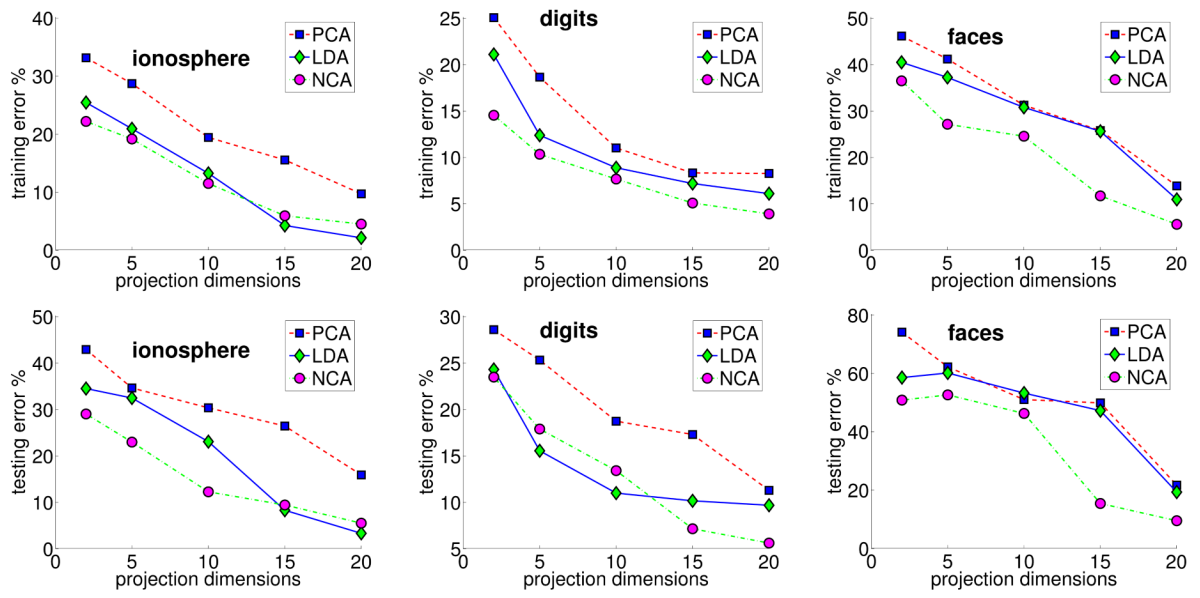 ionosphere
PCA
LDA
NCA
training error %
40
30
20
10
0
0 5 10 15 20
projection dimensions
digits
PCA
LDA
NCA
training error %
25
20
15
10
5
0
0 5 10 15 20
projection dimensions
faces
PCA
LDA
NCA
training error %
50
40
30
20
10
0
0 5 10 15 20
projection dimensions
ionosphere
PCA
LDA
NCA
testing error %
50
40
30
20
10
0
0 5 10 15 20
projection dimensions
digits
PCA
LDA
NCA
testing error %
30
25
20
15
10
5
0 5 10 15 20
projection dimensions
faces
PCA
LDA
NCA
testing error %
80
60
40
20
0
0 5 10 15 20
projection dimensions